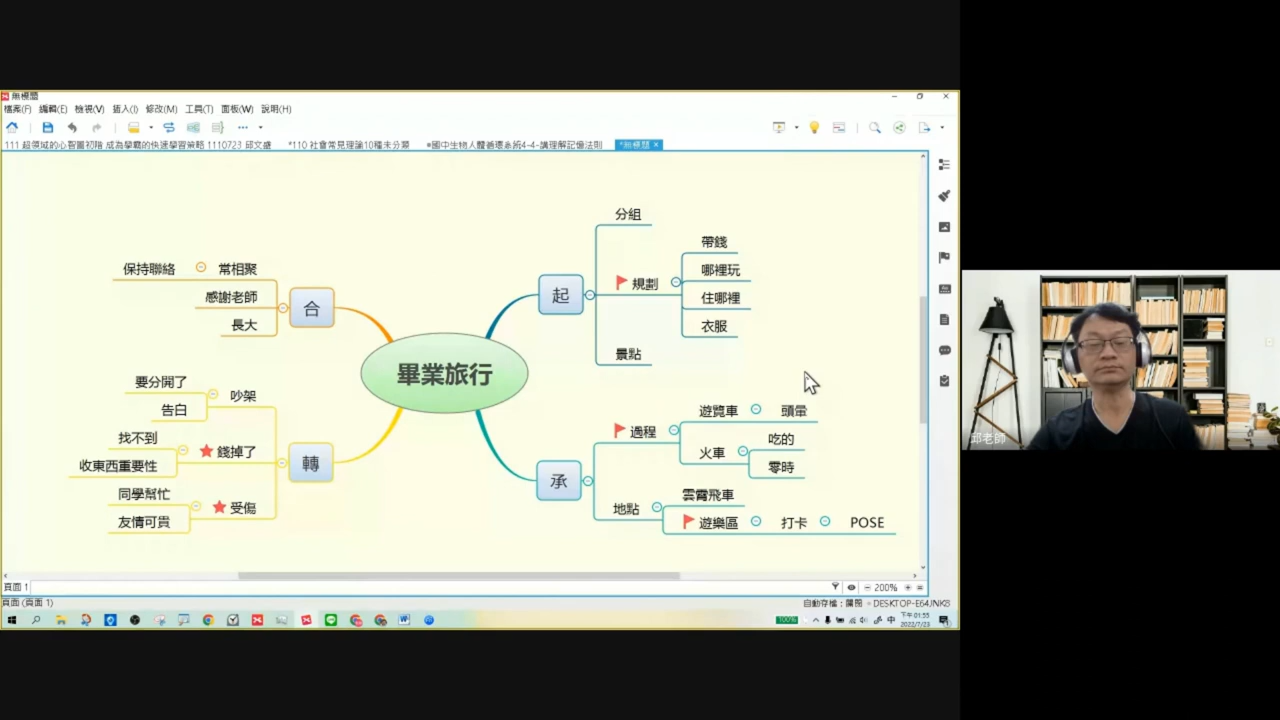 無標題
檔案(F) 編輯(E) 檢視(V) 插入(I) 修改(M) 工具(T) 面板(W) 說明(H)
111 超領域的心智圖初階 成為學霸的快速學習策略 1110723 邱文盛 *110 社會常見理論10種未分類 *國中生物人體循環系統4-4-講理解記憶法則 *無標題
畢業旅行
起
分組
規劃
帶錢
哪裡玩
住哪裡
衣服
景點
承
過程
遊覽車 頭暈
火車
吃的
零時
地點
雲霄飛車
遊樂區 打卡 POSE
轉
吵架
要分開了
告白
錢掉了
找不到
收東西重要性
受傷
同學幫忙
友情可貴
合
常相聚 保持聯絡
感謝老師
長大
邱老師
頁面 1
200%
頁面 (頁面 1)
自動存檔：關閉 DESKTOP-E64JNK8
100%
中
下午 01:55
2022/7/23